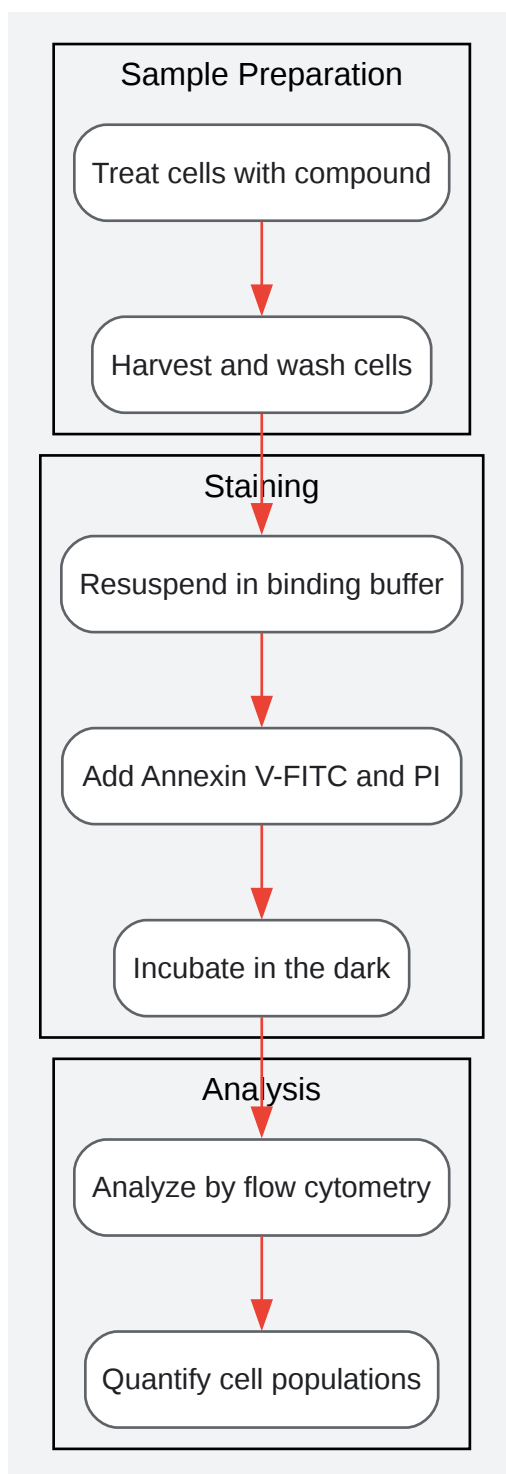 Sample Preparation
Treat cells with compound
Harvest and wash cells
Staining
Resuspend in binding buffer
Add Annexin V-FITC and PI
Incubate in the dark
Analysis
Analyze by flow cytometry
Quantify cell populations